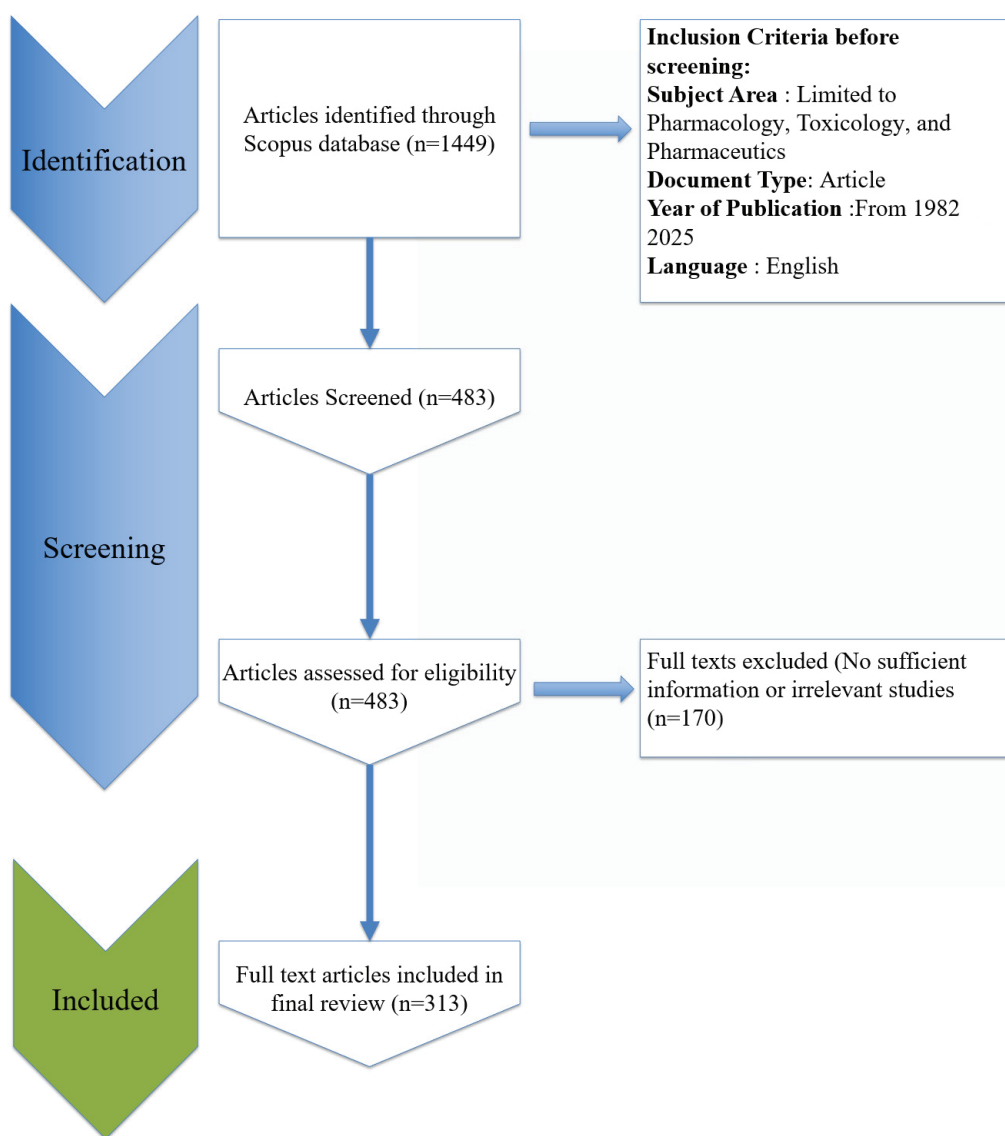 Identification
Articles identified through
Scopus database (n=1449)
Inclusion Criteria before
screening:
Subject Area : Limited to
Pharmacology, Toxicology, and
Pharmaceutics
Document Type: Article
Year of Publication :From 1982
2025
Language : English
Screening
Articles Screened (n=483)
Articles assessed for eligibility
(n=483)
Full texts excluded (No sufficient
information or irrelevant studies
(n=170)
Included
Full text articles included in
final review (n=313)